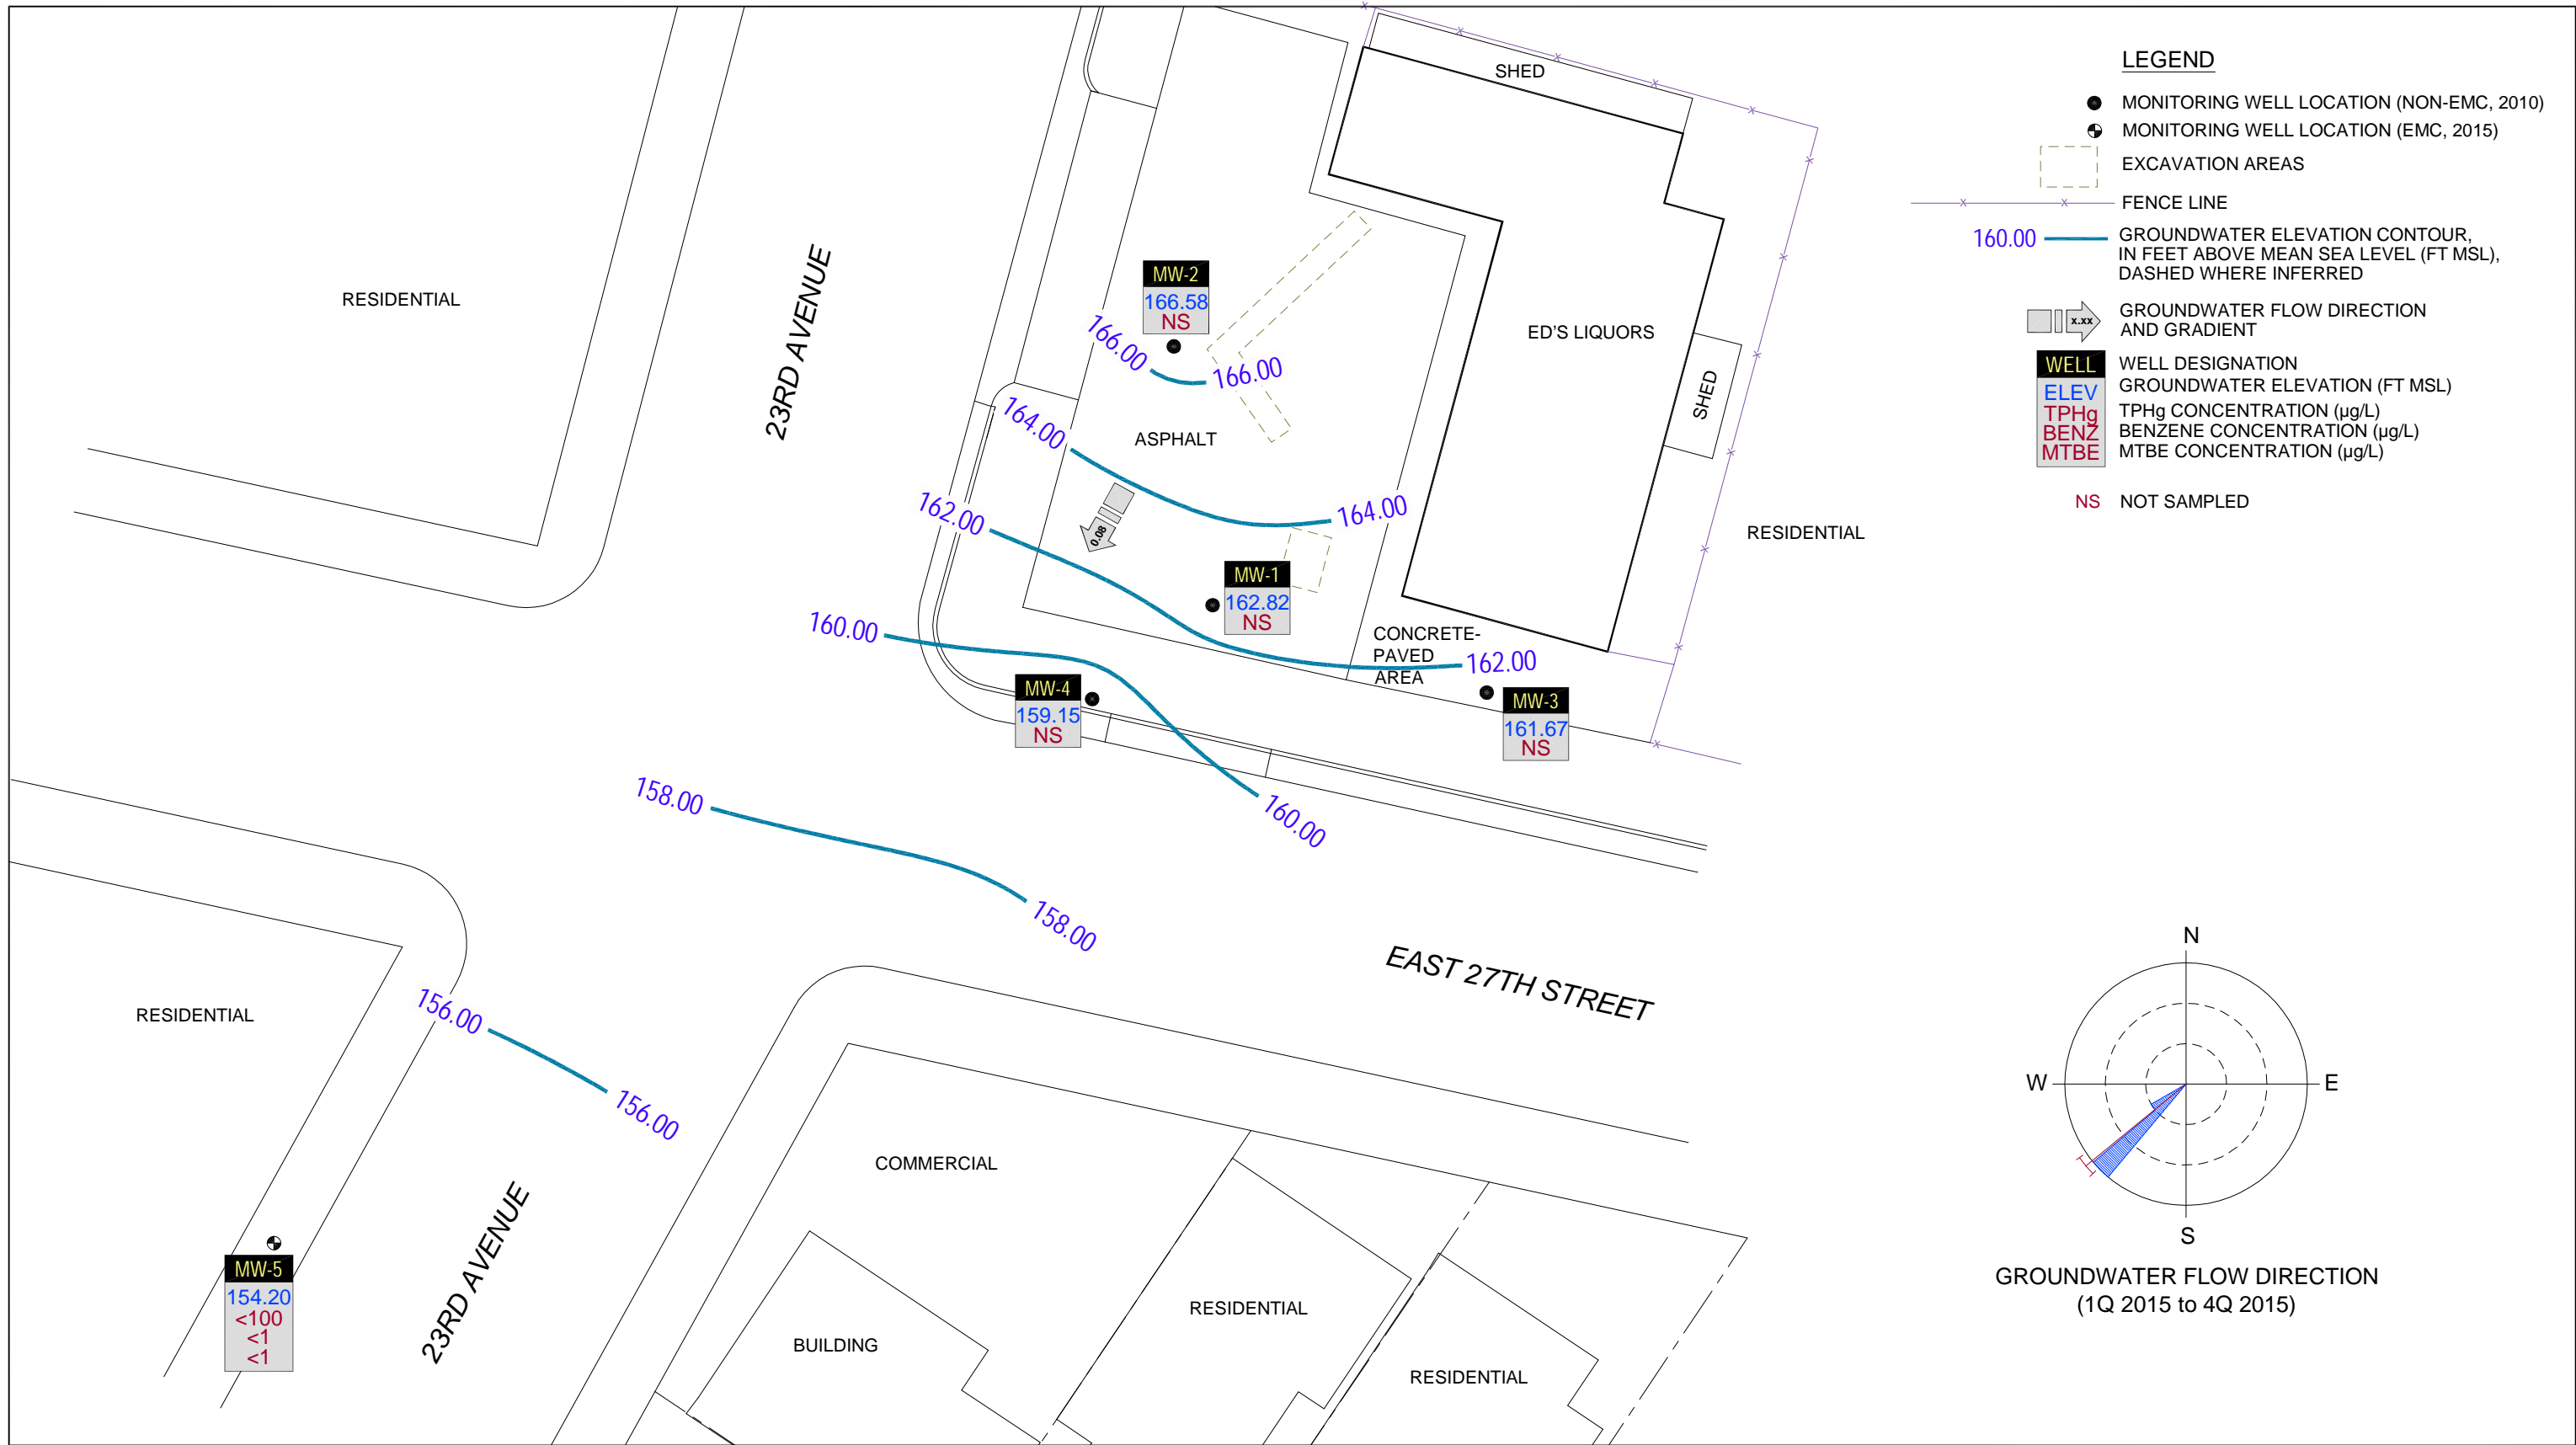 SHED
RESIDENTIAL
23RD AVENUE
MW-2
166.58
NS
166.00
166.00
ED'S LIQUORS
SHED
164.00
ASPHALT
164.00
162.00
0.08
RESIDENTIAL
MW-1
162.82
NS
160.00
CONCRETE-
PAVED
AREA
162.00
MW-4
159.15
NS
MW-3
161.67
NS
158.00
160.00
158.00
EAST 27TH STREET
RESIDENTIAL
156.00
156.00
COMMERCIAL
23RD AVENUE
MW-5
154.20
<100
<1
<1
BUILDING
RESIDENTIAL
RESIDENTIAL
LEGEND
MONITORING WELL LOCATION (NON-EMC, 2010)
MONITORING WELL LOCATION (EMC, 2015)
EXCAVATION AREAS
x x FENCE LINE
160.00 GROUNDWATER ELEVATION CONTOUR,
IN FEET ABOVE MEAN SEA LEVEL (FT MSL),
DASHED WHERE INFERRED
x.xx GROUNDWATER FLOW DIRECTION
AND GRADIENT
WELL WELL DESIGNATION
ELEV GROUNDWATER ELEVATION (FT MSL)
TPHg TPHg CONCENTRATION (µg/L)
BENZ BENZENE CONCENTRATION (µg/L)
MTBE MTBE CONCENTRATION (µg/L)
NS NOT SAMPLED
N
W E
S
GROUNDWATER FLOW DIRECTION
(1Q 2015 to 4Q 2015)